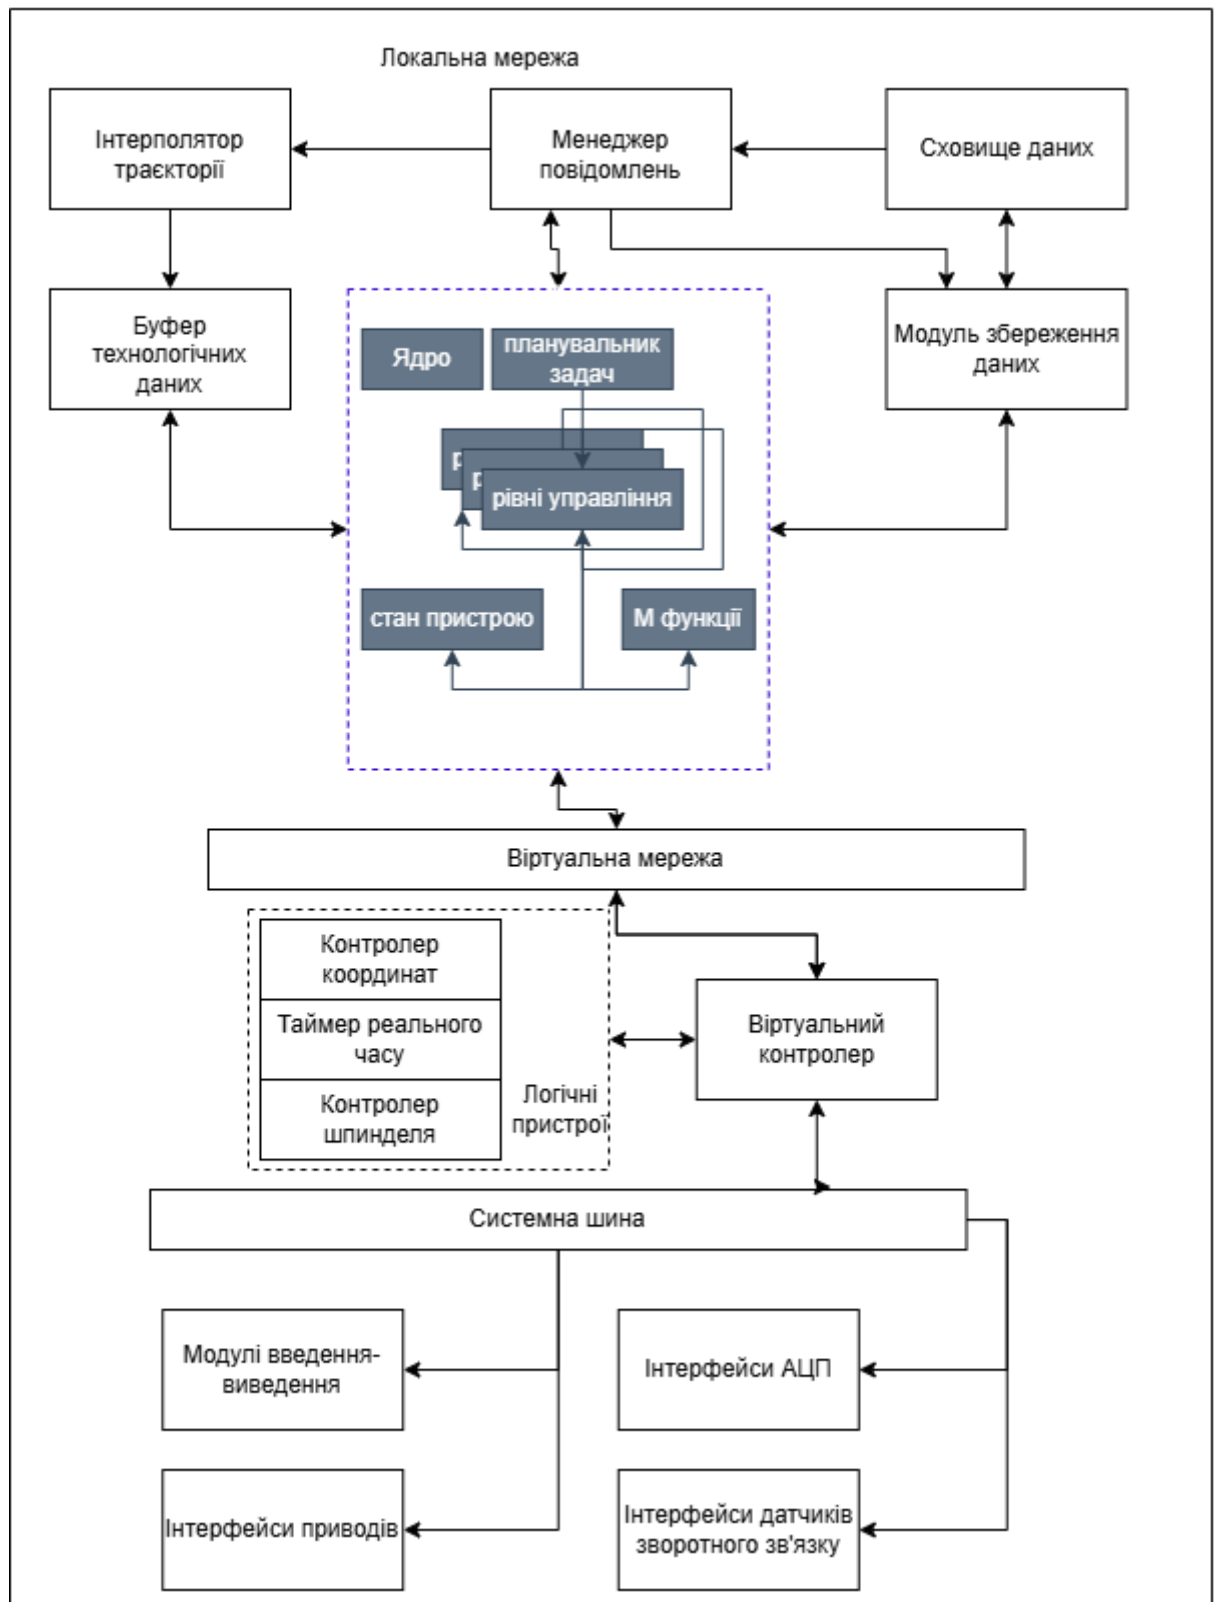 Локальна мережа
Інтерполятор
траєкторії
Менеджер
повідомлень
Сховище даних
Буфер
технологічних
даних
Ядро
планувальник
задач
Модуль збереження
даних
р
р
рівні управління
стан пристрою
М функції
Віртуальна мережа
Контролер
координат
Таймер реального
часу
Контролер
шпинделя
Логічні
пристрої
Віртуальний
контролер
Системна шина
Модулі введення-
виведення
Інтерфейси АЦП
Інтерфейси приводів
Інтерфейси датчиків
зворотного зв'язку